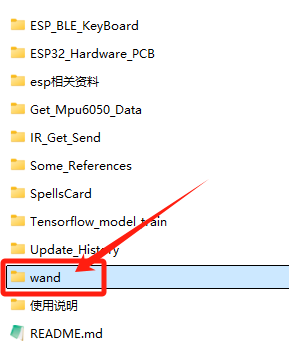 ESP_BLE_KeyBoard
ESP32_Hardware_PCB
esp相关资料
Get_Mpu6050_Data
IR_Get_Send
Some_References
SpellsCard
Tensorflow_model_train
Update_History
wand
使用说明
README.md